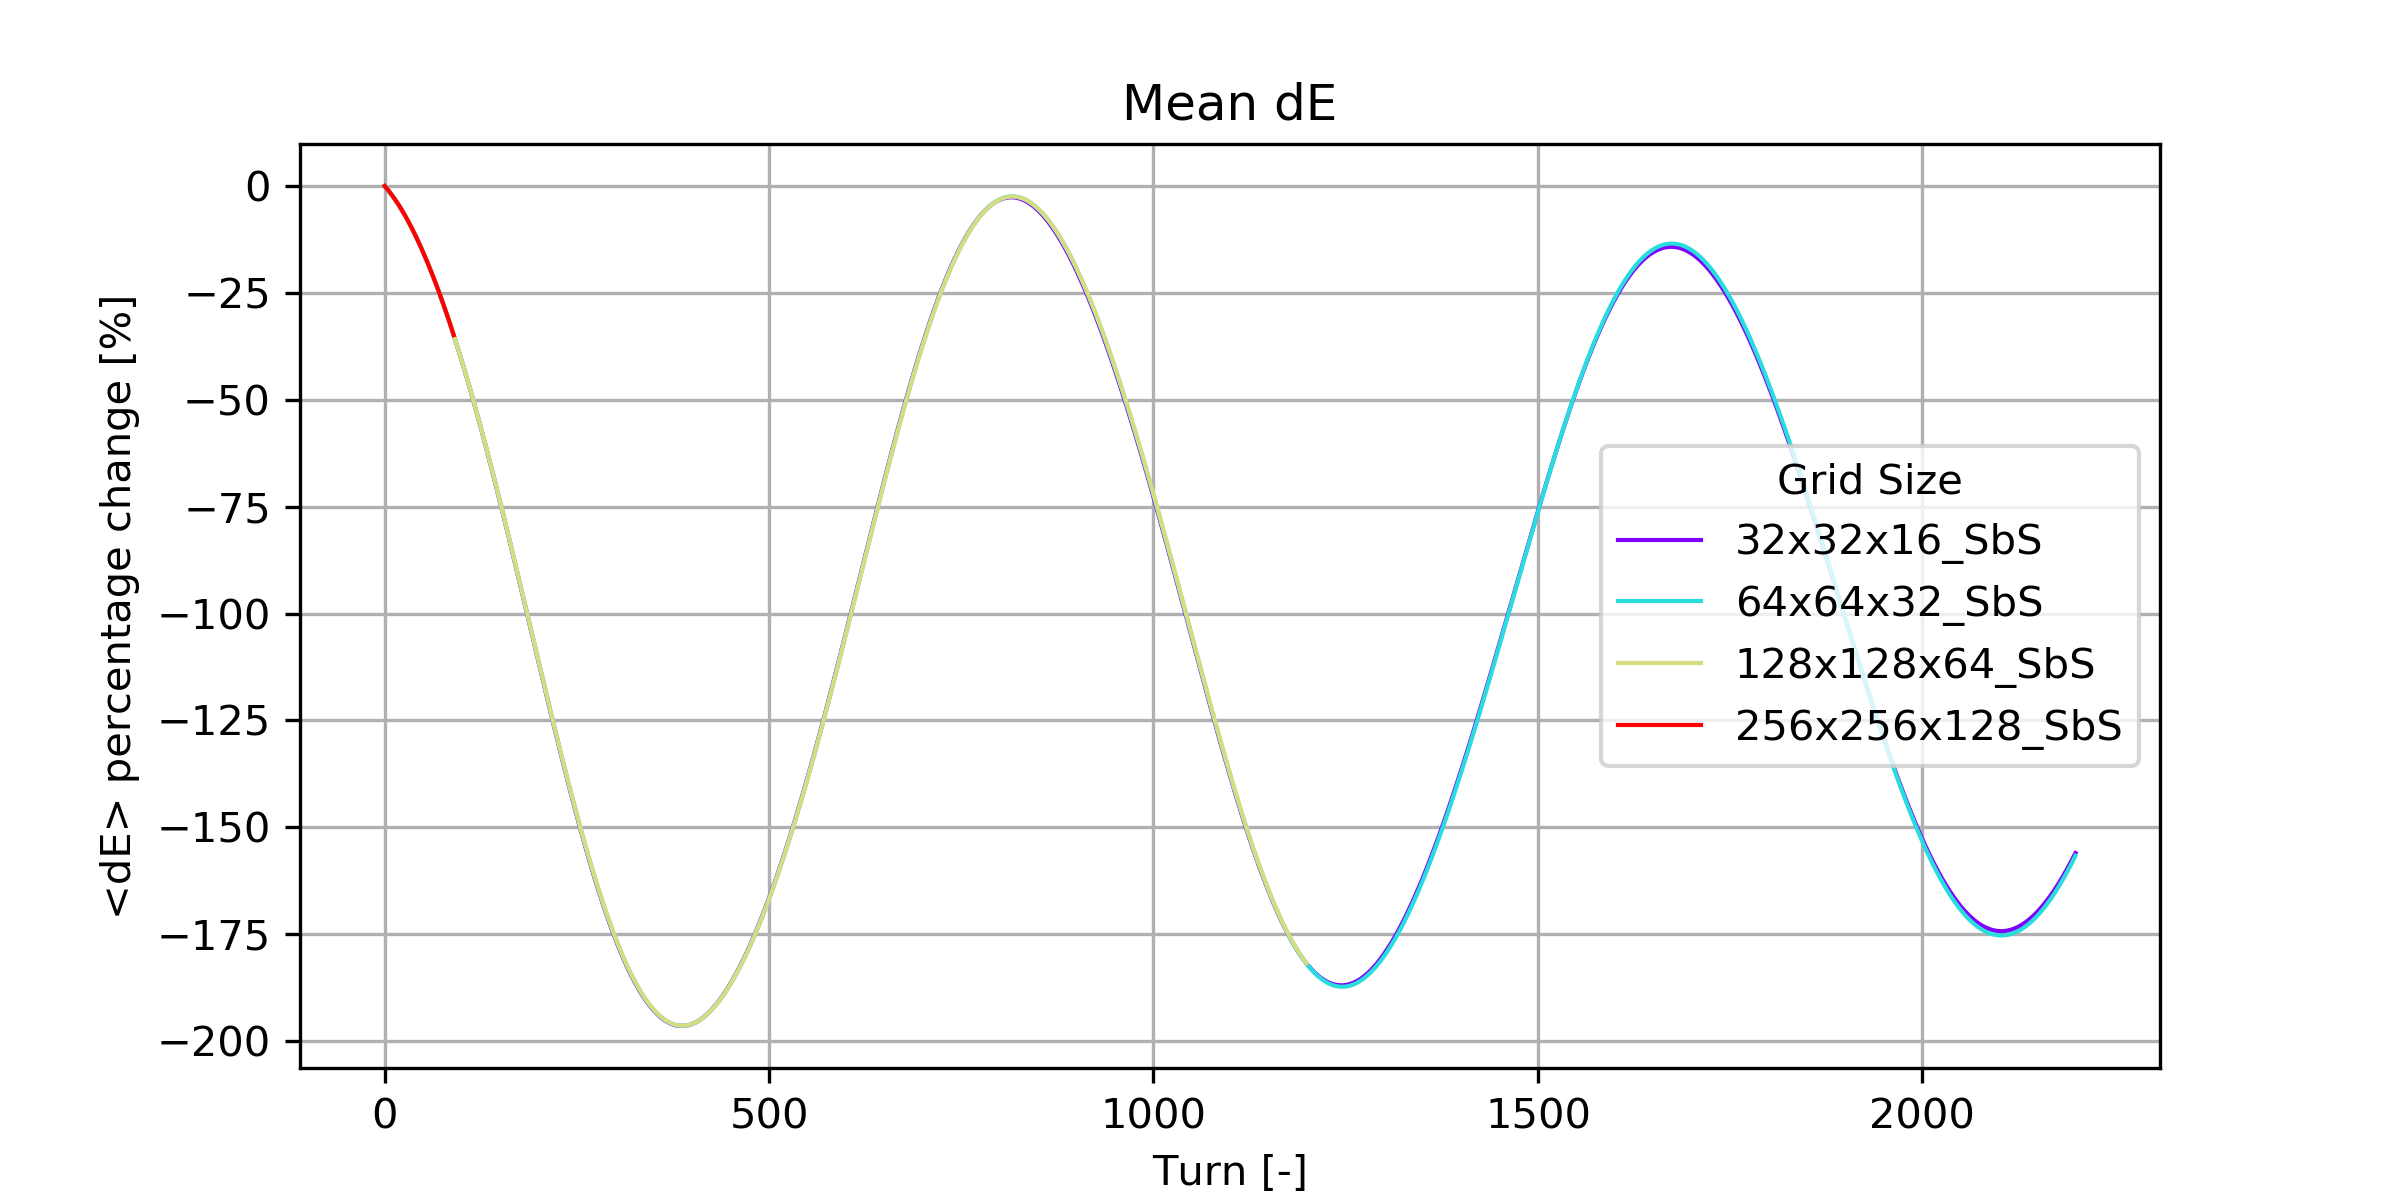 Mean dE
<dE> percentage change [%]
0
−25
−50
−75
−100
−125
−150
−175
−200
Grid Size
32x32x16_SbS
64x64x32_SbS
128x128x64_SbS
256x256x128_SbS
0 500 1000 1500 2000
Turn [-]